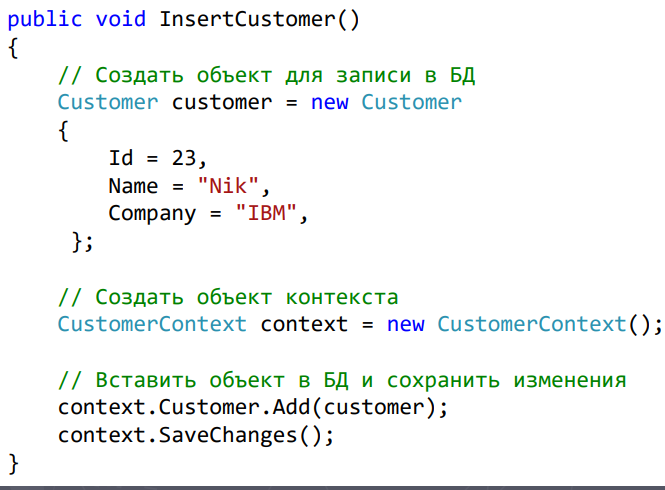 public void InsertCustomer()
{
    // Создать объект для записи в БД
    Customer customer = new Customer
    {
        Id = 23,
        Name = "Nik",
        Company = "IBM",
     };

    // Создать объект контекста
    CustomerContext context = new CustomerContext();

    // Вставить объект в БД и сохранить изменения
    context.Customer.Add(customer);
    context.SaveChanges();
}